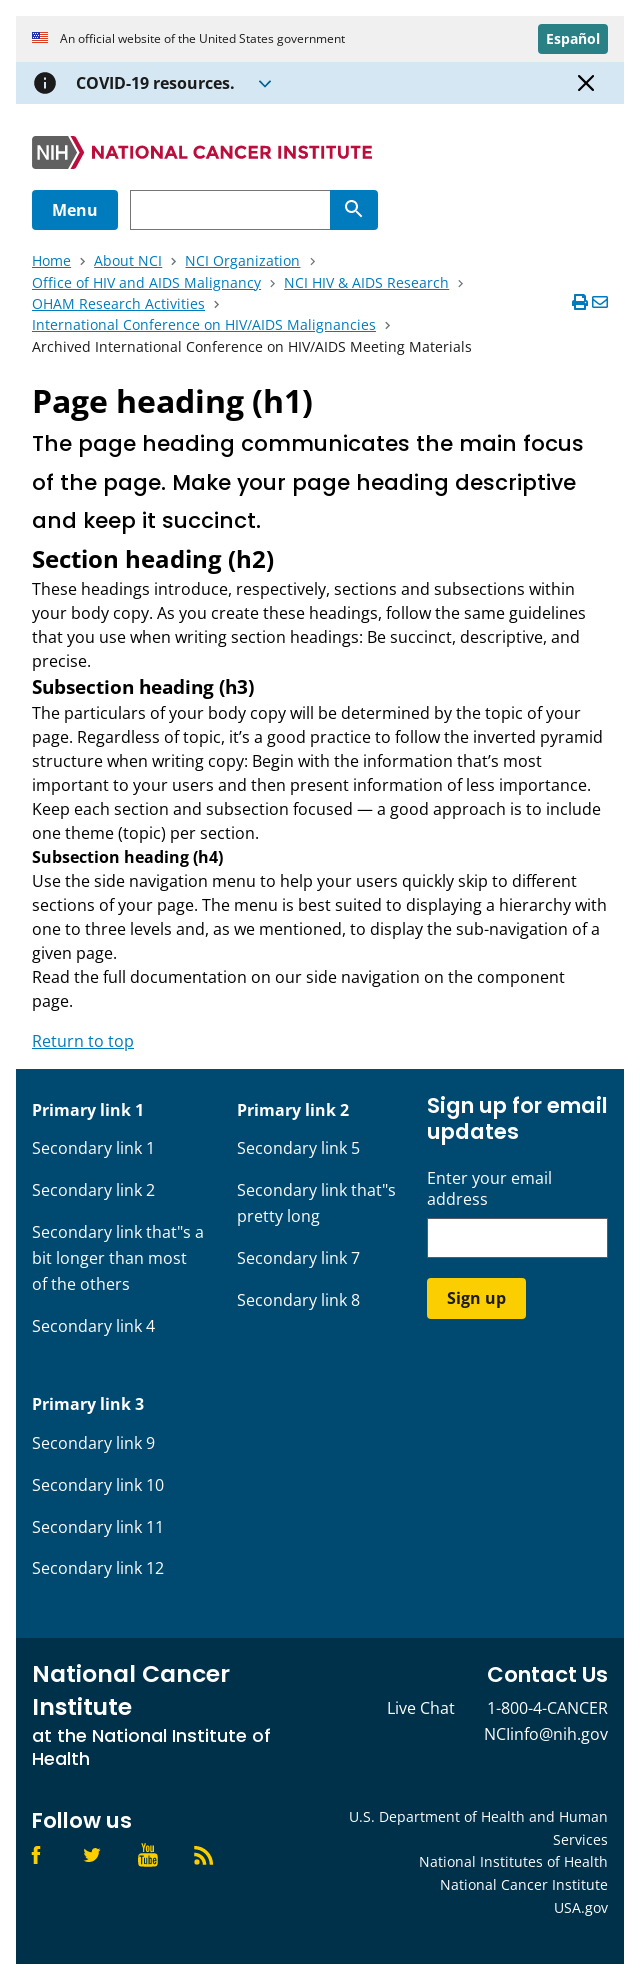 An official website of the United States government
Español
COVID-19 resources.
NIH NATIONAL CANCER INSTITUTE
Menu
Home > About NCI > NCI Organization >
Office of HIV and AIDS Malignancy > NCI HIV & AIDS Research >
OHAM Research Activities >
International Conference on HIV/AIDS Malignancies >
Archived International Conference on HIV/AIDS Meeting Materials
Page heading (h1)
The page heading communicates the main focus
of the page. Make your page heading descriptive
and keep it succinct.
Section heading (h2)
These headings introduce, respectively, sections and subsections within
your body copy. As you create these headings, follow the same guidelines
that you use when writing section headings: Be succinct, descriptive, and
precise.
Subsection heading (h3)
The particulars of your body copy will be determined by the topic of your
page. Regardless of topic, it’s a good practice to follow the inverted pyramid
structure when writing copy: Begin with the information that’s most
important to your users and then present information of less importance.
Keep each section and subsection focused — a good approach is to include
one theme (topic) per section.
Subsection heading (h4)
Use the side navigation menu to help your users quickly skip to different
sections of your page. The menu is best suited to displaying a hierarchy with
one to three levels and, as we mentioned, to display the sub-navigation of a
given page.
Read the full documentation on our side navigation on the component
page.
Return to top
Primary link 1
Secondary link 1
Secondary link 2
Secondary link that"s a
bit longer than most
of the others
Secondary link 4
Primary link 2
Secondary link 5
Secondary link that"s
pretty long
Secondary link 7
Secondary link 8
Primary link 3
Secondary link 9
Secondary link 10
Secondary link 11
Secondary link 12
Sign up for email
updates
Enter your email
address
Sign up
National Cancer
Institute
at the National Institute of
Health
Contact Us
Live Chat 1-800-4-CANCER
NCIinfo@nih.gov
Follow us
You
Tube
U.S. Department of Health and Human
Services
National Institutes of Health
National Cancer Institute
USA.gov